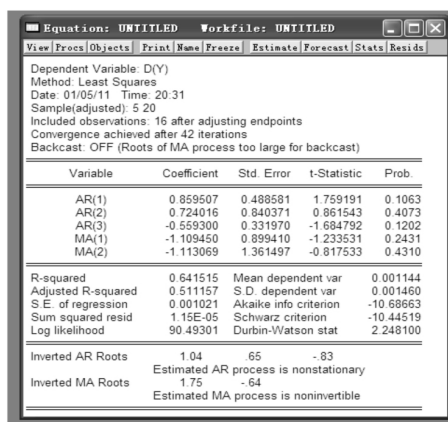 Equation: UNTITLED Workfile: UNTITLED
View Procs Objects Print Name Freeze Estimate Forecast Stats Resids
Dependent Variable: D(Y)
Method: Least Squares
Date: 01/05/11 Time: 20:31
Sample(adjusted): 5 20
Included observations: 16 after adjusting endpoints
Convergence achieved after 42 iterations
Backcast: OFF (Roots of MA process too large for backcast)
Variable Coefficient Std. Error t-Statistic Prob.
AR(1) 0.859507 0.488581 1.759191 0.1063
AR(2) 0.724016 0.840371 0.861543 0.4073
AR(3) -0.559300 0.331970 -1.684792 0.1202
MA(1) -1.109450 0.899410 -1.233531 0.2431
MA(2) -1.113069 1.361497 -0.817533 0.4310
R-squared 0.641515 Mean dependent var 0.001144
Adjusted R-squared 0.511157 S.D. dependent var 0.001460
S.E. of regression 0.001021 Akaike info criterion -10.68663
Sum squared resid 1.15E-05 Schwarz criterion -10.44519
Log likelihood 90.49301 Durbin-Watson stat 2.248100
Inverted AR Roots 1.04 .65 -.83
Estimated AR process is nonstationary
Inverted MA Roots 1.75 -.64
Estimated MA process is noninvertible